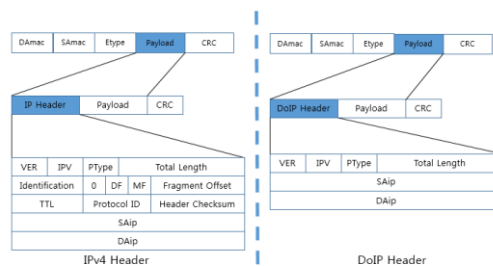 DAmac SAmac Etype Payload CRC
IP Header Payload CRC
VER IPV PType Total Length
Identification 0 DF MF Fragment Offset
TTL Protocol ID Header Checksum
SAip
DAip
IPv4 Header
DAmac SAmac Etype Payload CRC
DoIP Header Payload CRC
VER IPV PType Total Length
SAip
DAip
DoIP Header